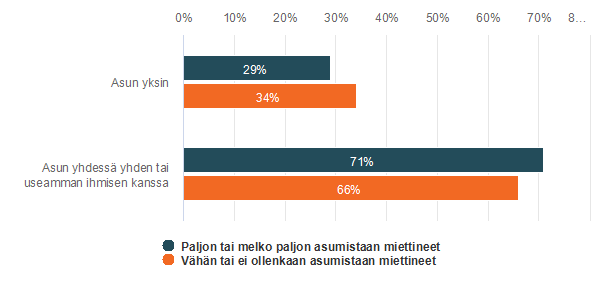 0% 10% 20% 30% 40% 50% 60% 70% 8...
Asun yksin
29%
34%
Asun yhdessä yhden tai
useamman ihmisen kanssa
71%
66%
Paljon tai melko paljon asumistaan miettineet
Vähän tai ei ollenkaan asumistaan miettineet